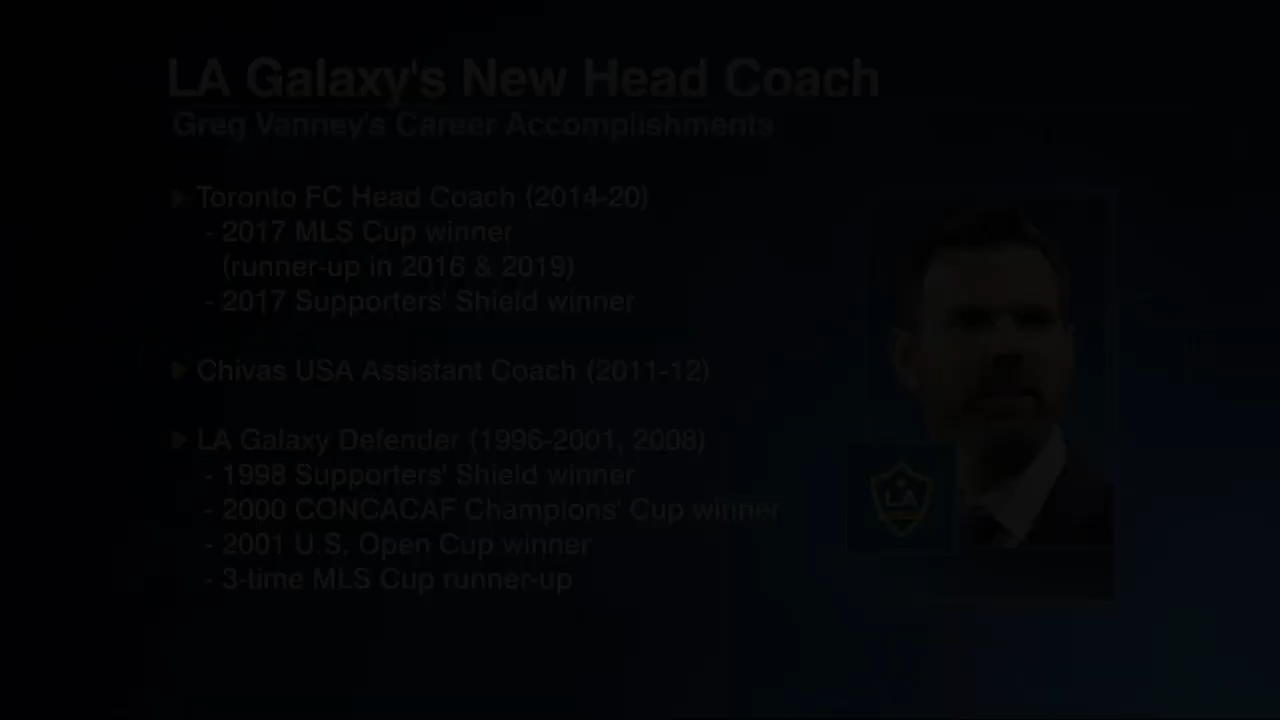 LA Galaxy's New Head Coach
Greg Vanney's Career Accomplishments
Toronto FC Head Coach (2014-20)
- 2017 MLS Cup winner
(runner-up in 2016 & 2019)
- 2017 Supporters' Shield winner
Chivas USA Assistant Coach (2011-12)
LA Galaxy Defender (1996-2001, 2008)
- 1998 Supporters' Shield winner
- 2000 CONCACAF Champions' Cup winner
- 2001 U.S. Open Cup winner
- 3-time MLS Cup runner-up
LA